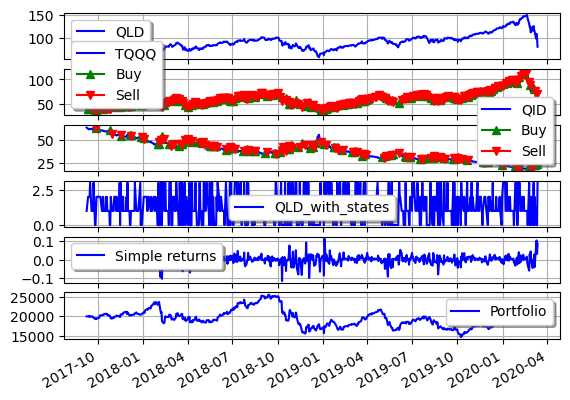 150
100
QLD
TQQQ
Buy
Sell
100
50
QID
Buy
Sell
50
25
2.5
0.0
QLD_with_states
0.1
0.0
−0.1
Simple returns
25000
20000
15000
Portfolio
2017-10
2018-01
2018-04
2018-07
2018-10
2019-01
2019-04
2019-07
2019-10
2020-01
2020-04